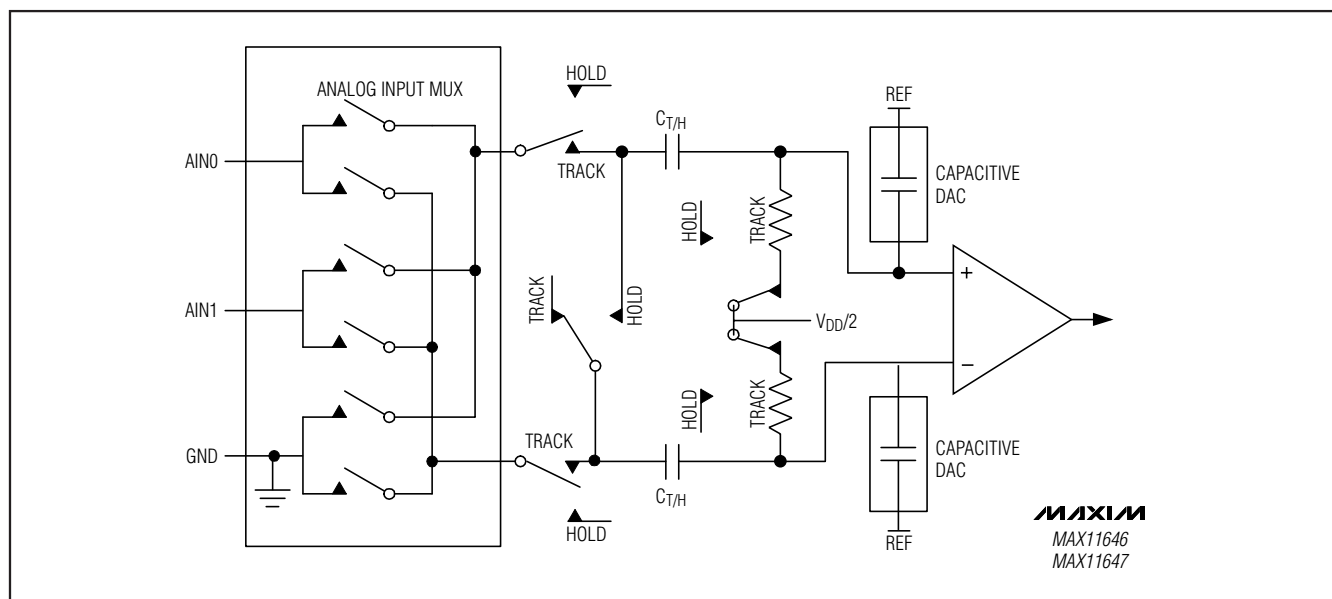 HOLD
ANALOG INPUT MUX
REF
CT/H
AIN0
TRACK
CAPACITIVE
DAC
HOLD
TRACK
+
TRACK
HOLD
AIN1
VDD/2
−
HOLD
TRACK
TRACK
GND
CAPACITIVE
DAC
CT/H
HOLD
REF
MAXIM
MAX11646
MAX11647